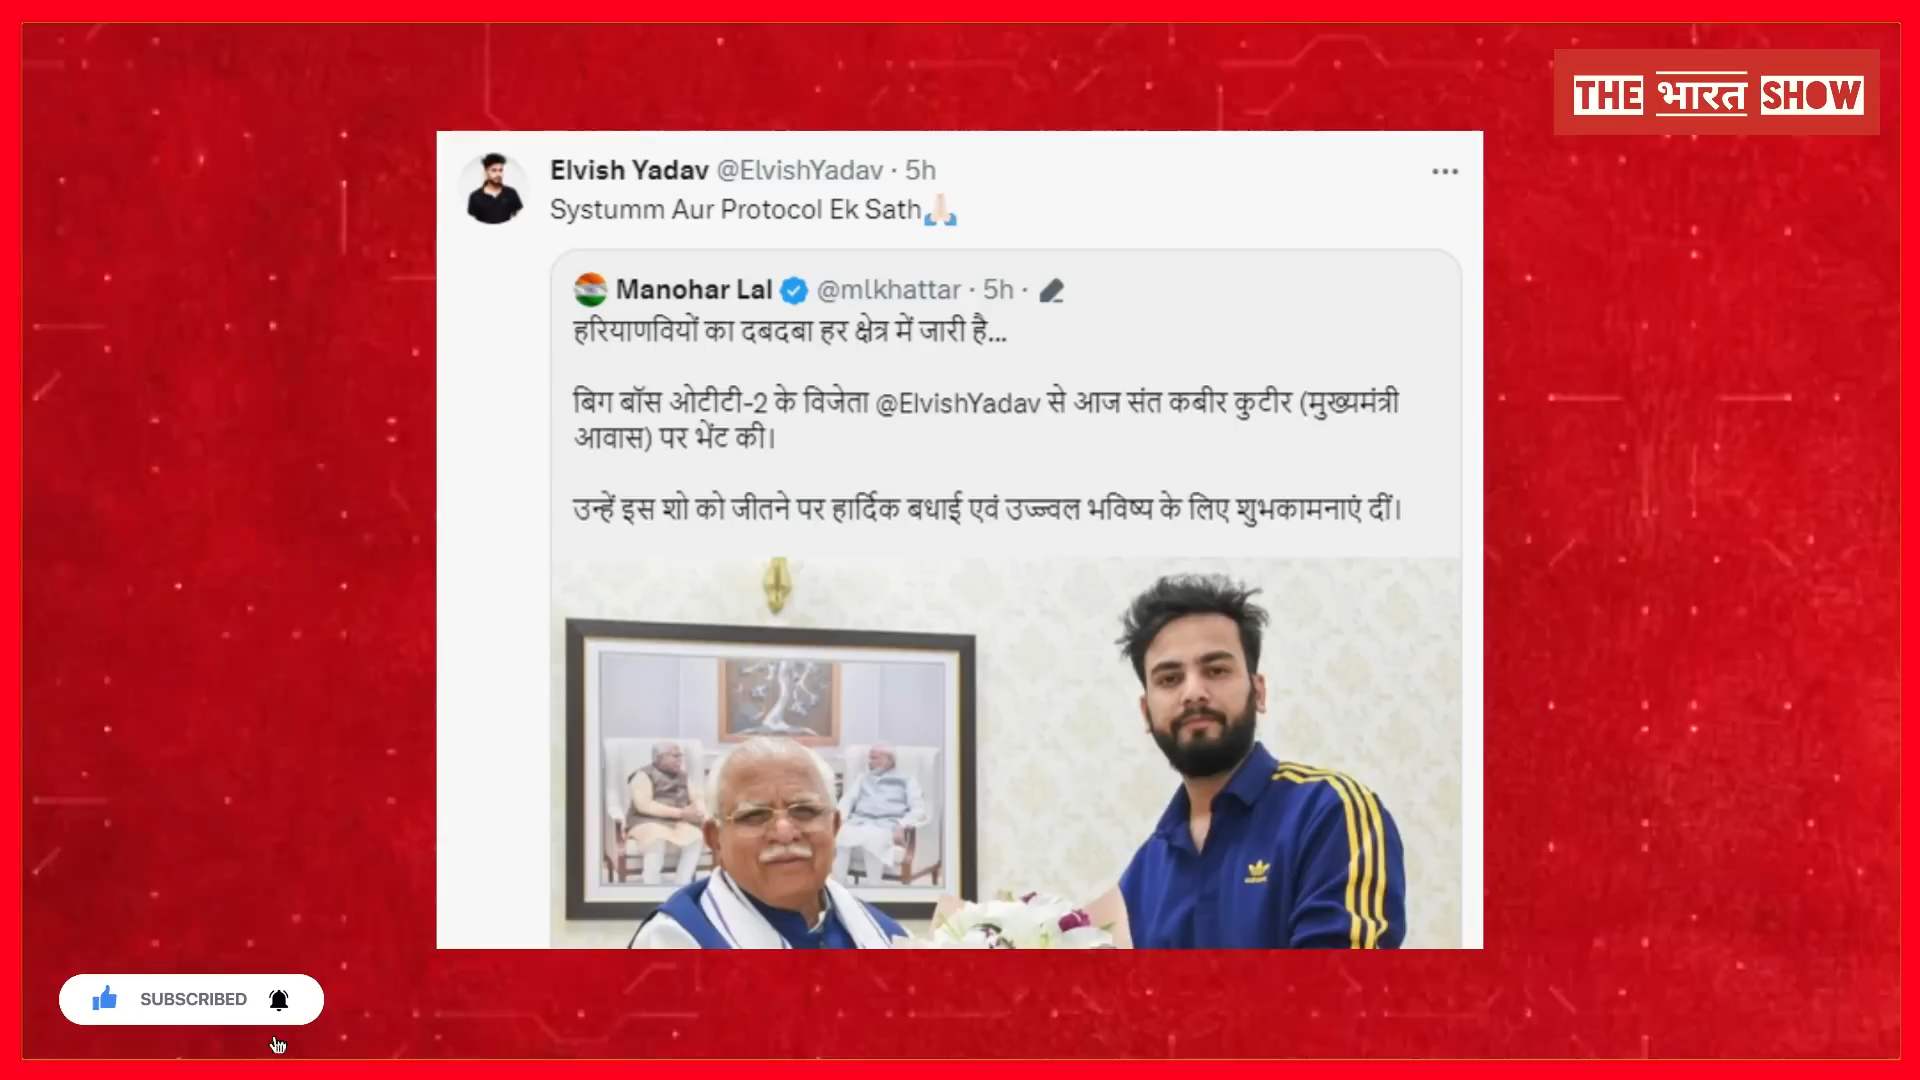 THE भारत SHOW
Elvish Yadav @ElvishYadav · 5h
Systumm Aur Protocol Ek Sath🙏🏻
Manohar Lal @mlkhattar · 5h ·
हरियाणवियों का दबदबा हर क्षेत्र में जारी है...
बिग बॉस ओटीटी-2 के विजेता @ElvishYadav से आज संत कबीर कुटीर (मुख्यमंत्री
आवास) पर भेंट की।
उन्हें इस शो को जीतने पर हार्दिक बधाई एवं उज्ज्वल भविष्य के लिए शुभकामनाएं दीं।
SUBSCRIBED